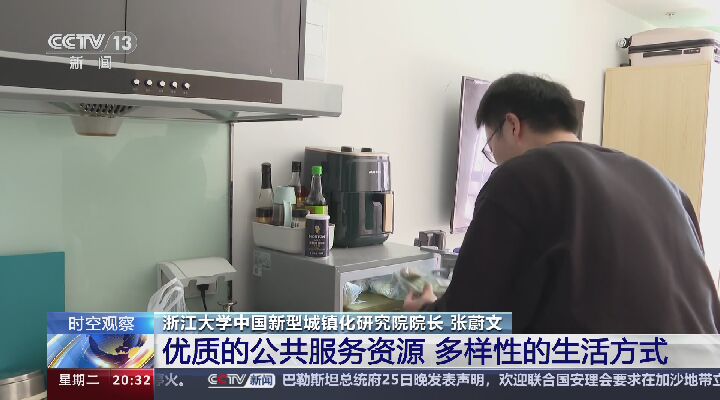 CCTV 13
新闻
时空观察
浙江大学中国新型城镇化研究院院长 张蔚文
优质的公共服务资源 多样性的生活方式
星期二 20:32
停火。 CCTV 新闻 巴勒斯坦总统府25日晚发表声明，欢迎联合国安理会要求在加沙地带立